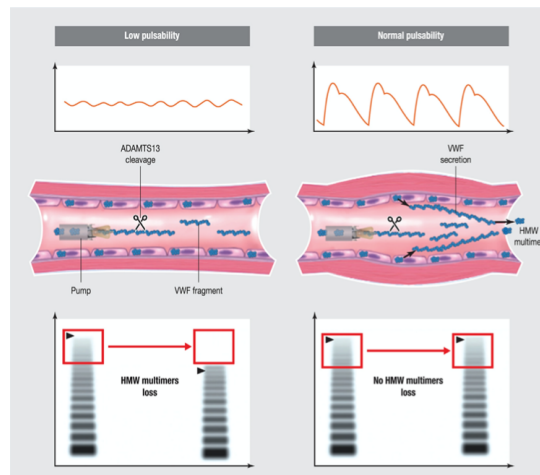 Low pulsability
Normal pulsability
ADAMTS13
cleavage
VWF
secretion
HMW
multime
Pump
VWF fragment
HMW multimers
loss
No HMW multimers
loss